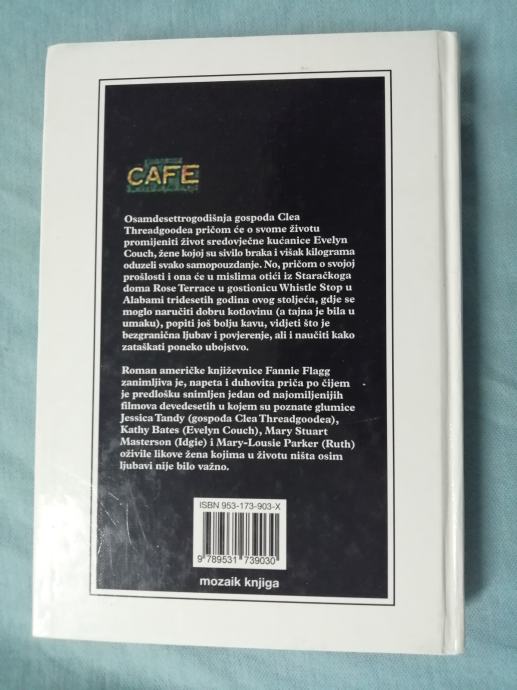 CAFE
Osamdesettrogodišnja gospođa Clea
Threadgoodea pričom će o svome životu
promijeniti život sredovječne kućanice Evelyn
Couch, žene kojoj su sivilo braka i višak kilograma
oduzeli svako samopouzdanje. No, pričom o svojoj
prošlosti i ona će u mislima otići iz Staračkoga
doma Rose Terrace u gostionicu Whistle Stop u
Alabami tridesetih godina ovog stoljeća, gdje se
moglo naručiti dobru kotlovinu (a tajna je bila u
umaku), popiti još bolju kavu, vidjeti što je
bezgranična ljubav i povjerenje, ali i naučiti kako
zataškati poneko ubojstvo.
Roman američke književnice Fannie Flagg
zanimljiva je, napeta i duhovita priča po čijem
je predlošku snimljen jedan od najomiljenijih
filmova devedesetih u kojem su poznate glumice
Jessica Tandy (gospođa Clea Threadgoodea),
Kathy Bates (Evelyn Couch), Mary Stuart
Masterson (Idgie) i Mary-Lousie Parker (Ruth)
oživile likove žena kojima u životu ništa osim
ljubavi nije bilo važno.
ISBN 953-173-903-X
9 789531 739030
mozaik knjiga